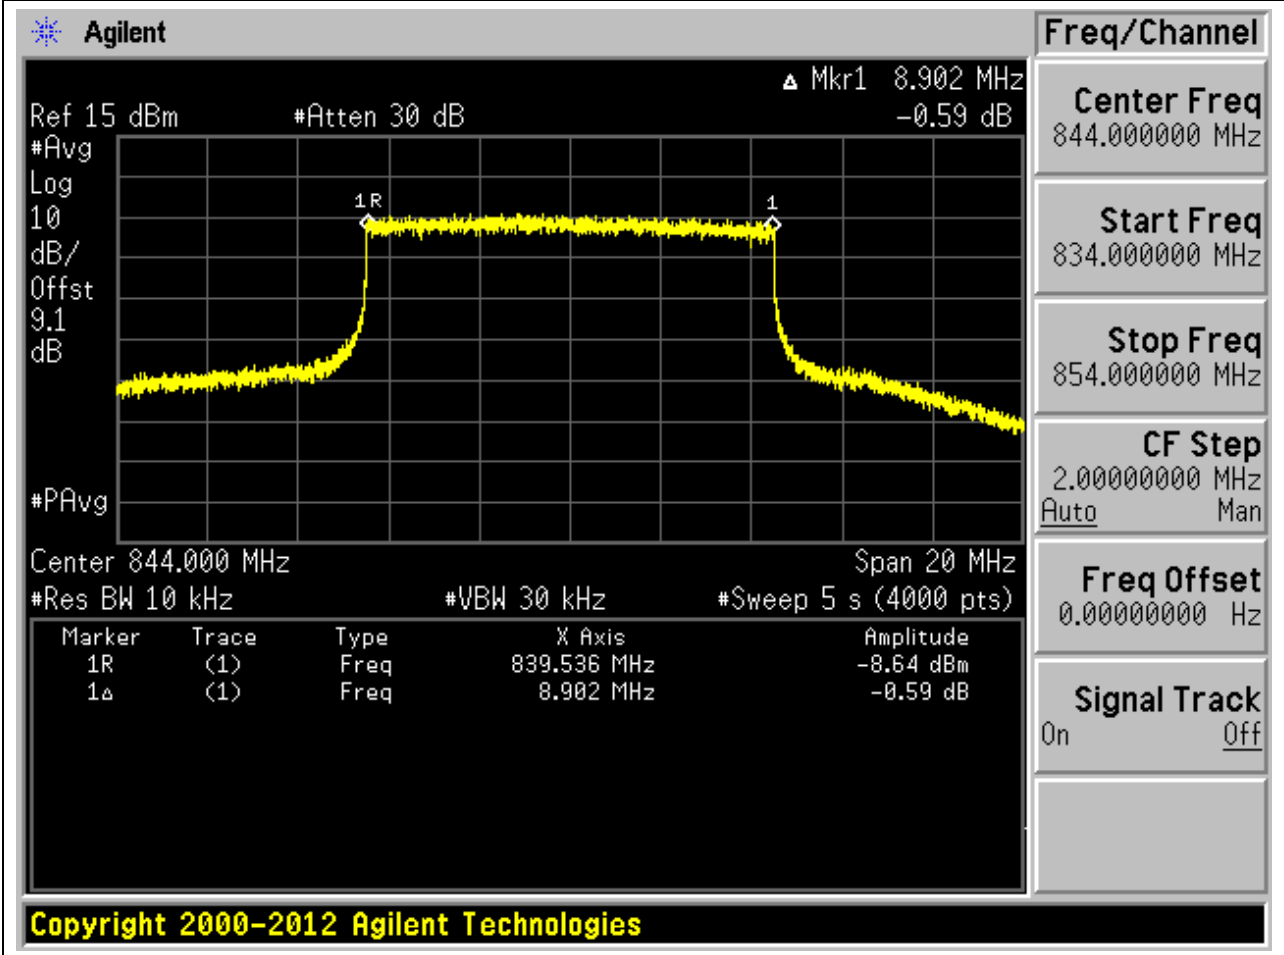 Agilent
Freq/Channel
Δ Mkr1 8.902 MHz
Ref 15 dBm #Atten 30 dB -0.59 dB
#Avg
Log
10
dB/
Offst
9.1
dB
1R
1
#PAvg
Center 844.000 MHz Span 20 MHz
#Res BW 10 kHz #VBW 30 kHz #Sweep 5 s (4000 pts)
Marker Trace Type X Axis Amplitude
1R (1) Freq 839.536 MHz -8.64 dBm
1Δ (1) Freq 8.902 MHz -0.59 dB
Center Freq
844.000000 MHz
Start Freq
834.000000 MHz
Stop Freq
854.000000 MHz
CF Step
2.00000000 MHz
Auto Man
Freq Offset
0.00000000 Hz
Signal Track
On Off
Copyright 2000-2012 Agilent Technologies